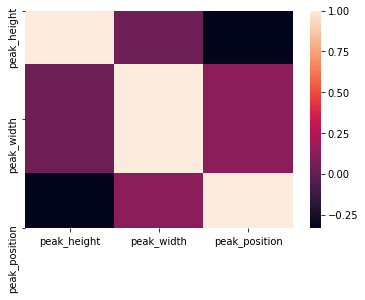 peak_height
peak_width
peak_position
peak_height peak_width peak_position
1.00
0.75
0.50
0.25
0.00
−0.25